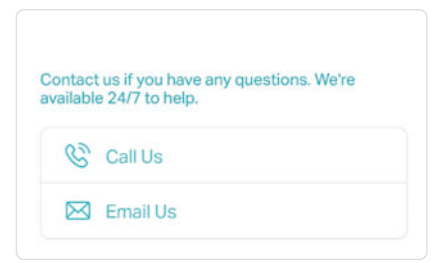 Contact us if you have any questions. We're
available 24/7 to help.
Call Us
Email Us